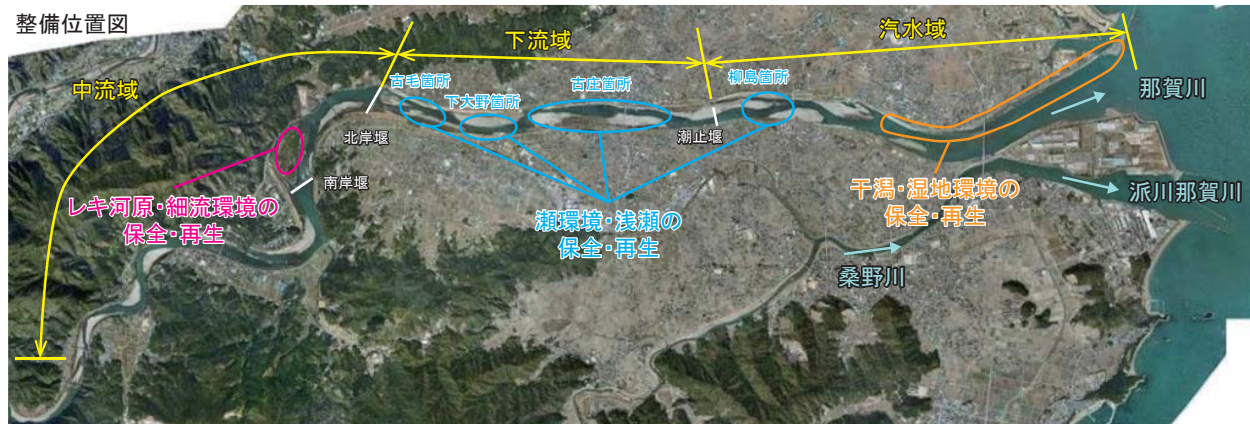 整備位置図
中流域
下流域
汽水域
古毛箇所
下大野箇所
古庄箇所
柳島箇所
北岸堰
潮止堰
南岸堰
那賀川
派川那賀川
桑野川
レキ河原・細流環境の
保全・再生
瀬環境・浅瀬の
保全・再生
干潟・湿地環境の
保全・再生